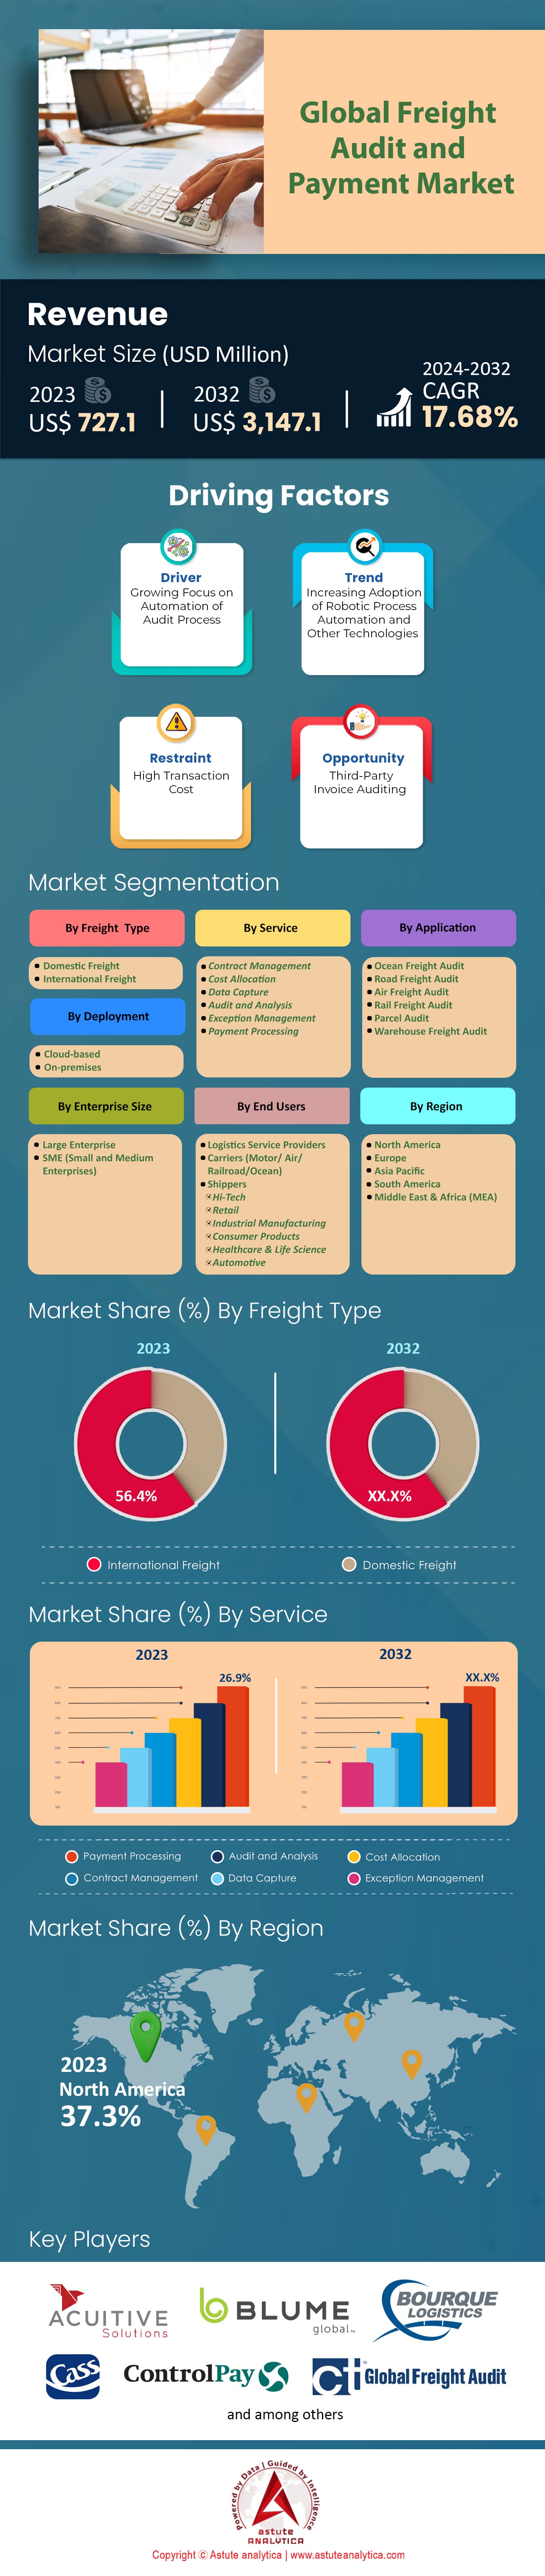 Global Freight
Audit and
Payment Market
Revenue
Market Size (USD Million)
2023
US$ 727.1
2032
US$ 3,147.1
2024-2032
CAGR
17.68%
Driving Factors
Driver
Growing Focus on
Automation of
Audit Process
Trend
Increasing Adoption
of Robotic Process
Automation and
Other Technologies
Restraint
High Transaction
Cost
Opportunity
Third-Party
Invoice Auditing
Market Segmentation
By Freight Type
Domestic Freight
International Freight
By Deployment
Cloud-based
On-premises
By Service
Contract Management
Cost Allocation
Data Capture
Audit and Analysis
Exception Management
Payment Processing
By Application
Ocean Freight Audit
Road Freight Audit
Air Freight Audit
Rail Freight Audit
Parcel Audit
Warehouse Freight Audit
By Enterprise Size
Large Enterprise
SME (Small and Medium
Enterprises)
By End Users
Logistics Service Providers
Carriers (Motor/ Air/
Railroad/Ocean)
Shippers
Hi-Tech
Retail
Industrial Manufacturing
Consumer Products
Healthcare & Life Science
Automotive
By Region
North America
Europe
Asia Pacific
South America
Middle East & Africa (MEA)
Market Share (%) By Freight Type
2023
56.4%
2032
XX.X%
International Freight
Domestic Freight
Market Share (%) By Service
2023
26.9%
2032
XX.X%
Payment Processing
Audit and Analysis
Cost Allocation
Contract Management
Data Capture
Exception Management
Market Share (%) By Region
2023
North America
37.3%
Key Players
ACUITIVE
Solutions
BLUME
global
BOURQUE
LOGISTICS
Cass
ControlPay
cti Global Freight Audit
and among others
Powered by Data | Guided by Intelligence
astute
ANALYTICA
Copyright © Astute analytica | www.astuteanalytica.com